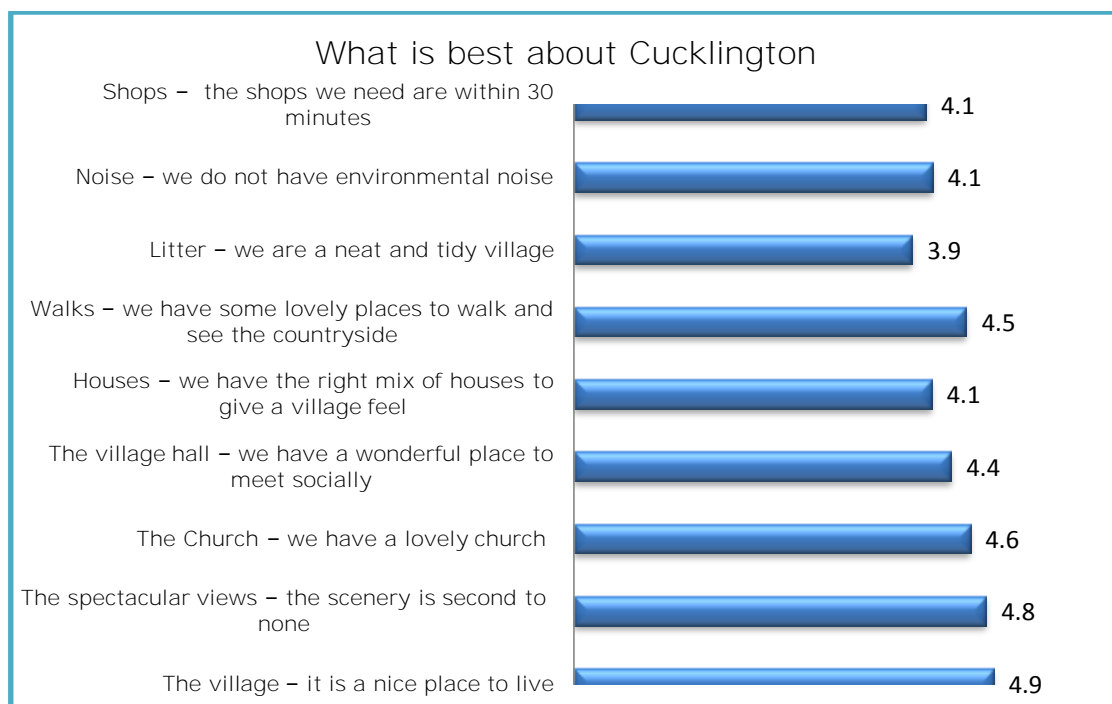 What is best about Cucklington
Shops – the shops we need are within 30
minutes
4.1
Noise – we do not have environmental noise
4.1
Litter – we are a neat and tidy village
3.9
Walks – we have some lovely places to walk and
see the countryside
4.5
Houses – we have the right mix of houses to
give a village feel
4.1
The village hall – we have a wonderful place to
meet socially
4.4
The Church – we have a lovely church
4.6
The spectacular views – the scenery is second to
none
4.8
The village – it is a nice place to live
4.9